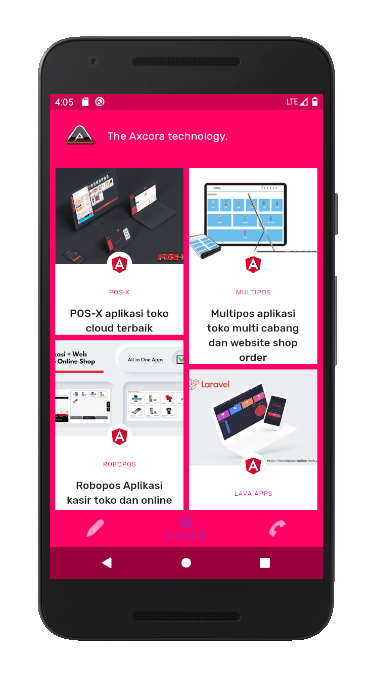 4:05
LTE
The Axcora technology.
POS-X
POS-X aplikasi toko
cloud terbaik
MULTIPOS
Multipos aplikasi
toko multi cabang
dan website shop
order
asi + Web
Online Shop
All in One Apps
ROBOPOS
Robopos Aplikasi
kasir toko dan online
Laravel
LAVA APPS